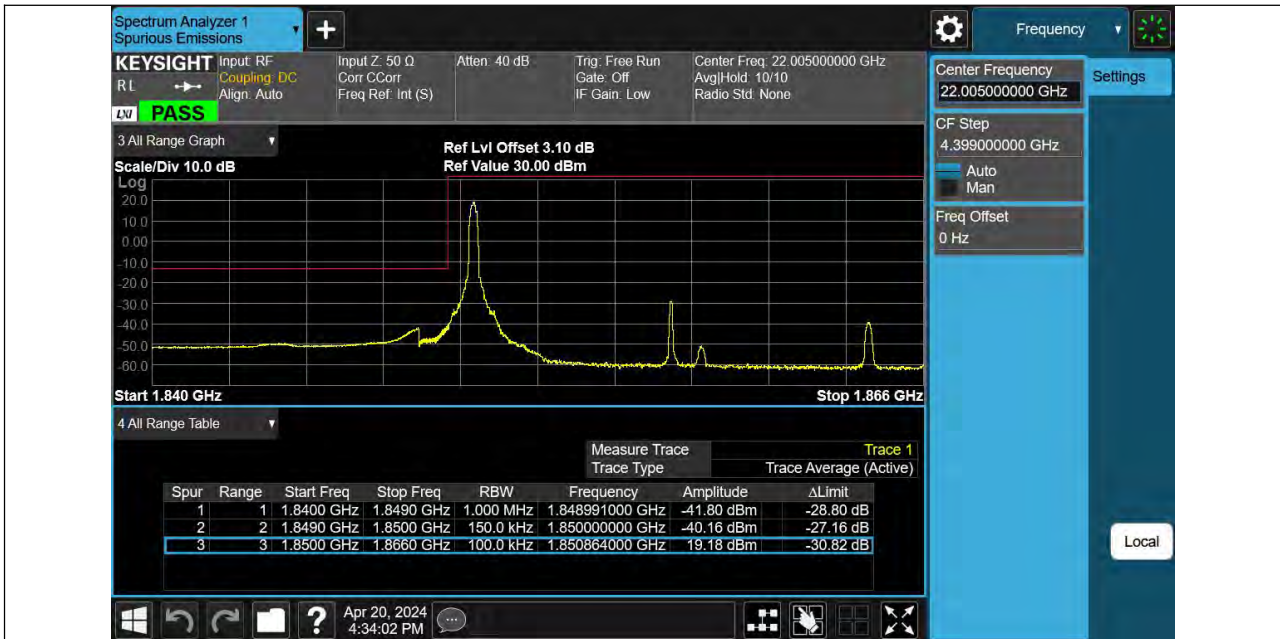 Spectrum Analyzer 1
Spurious Emissions
+
Frequency
KEYSIGHT
RL
LXI PASS
Input: RF
Coupling: DC
Align: Auto
Input Z: 50 Ω
Corr CCorr
Freq Ref: Int (S)
Atten: 40 dB
Trig: Free Run
Gate: Off
IF Gain: Low
Center Freq: 22.005000000 GHz
Avg|Hold: 10/10
Radio Std: None
Center Frequency
22.005000000 GHz
Settings
CF Step
4.399000000 GHz
Auto
Man
Freq Offset
0 Hz
3 All Range Graph
Scale/Div 10.0 dB
Ref Lvl Offset 3.10 dB
Ref Value 30.00 dBm
Log
20.0
10.0
0.00
-10.0
-20.0
-30.0
-40.0
-50.0
-60.0
Start 1.840 GHz Stop 1.866 GHz
4 All Range Table
Measure Trace Trace 1
Trace Type Trace Average (Active)
Spur Range Start Freq Stop Freq RBW Frequency Amplitude ΔLimit
1 1 1.8400 GHz 1.8490 GHz 1.000 MHz 1.848991000 GHz -41.80 dBm -28.80 dB
2 2 1.8490 GHz 1.8500 GHz 150.0 kHz 1.850000000 GHz -40.16 dBm -27.16 dB
3 3 1.8500 GHz 1.8660 GHz 100.0 kHz 1.850864000 GHz 19.18 dBm -30.82 dB
Local
?
Apr 20, 2024
4:34:02 PM